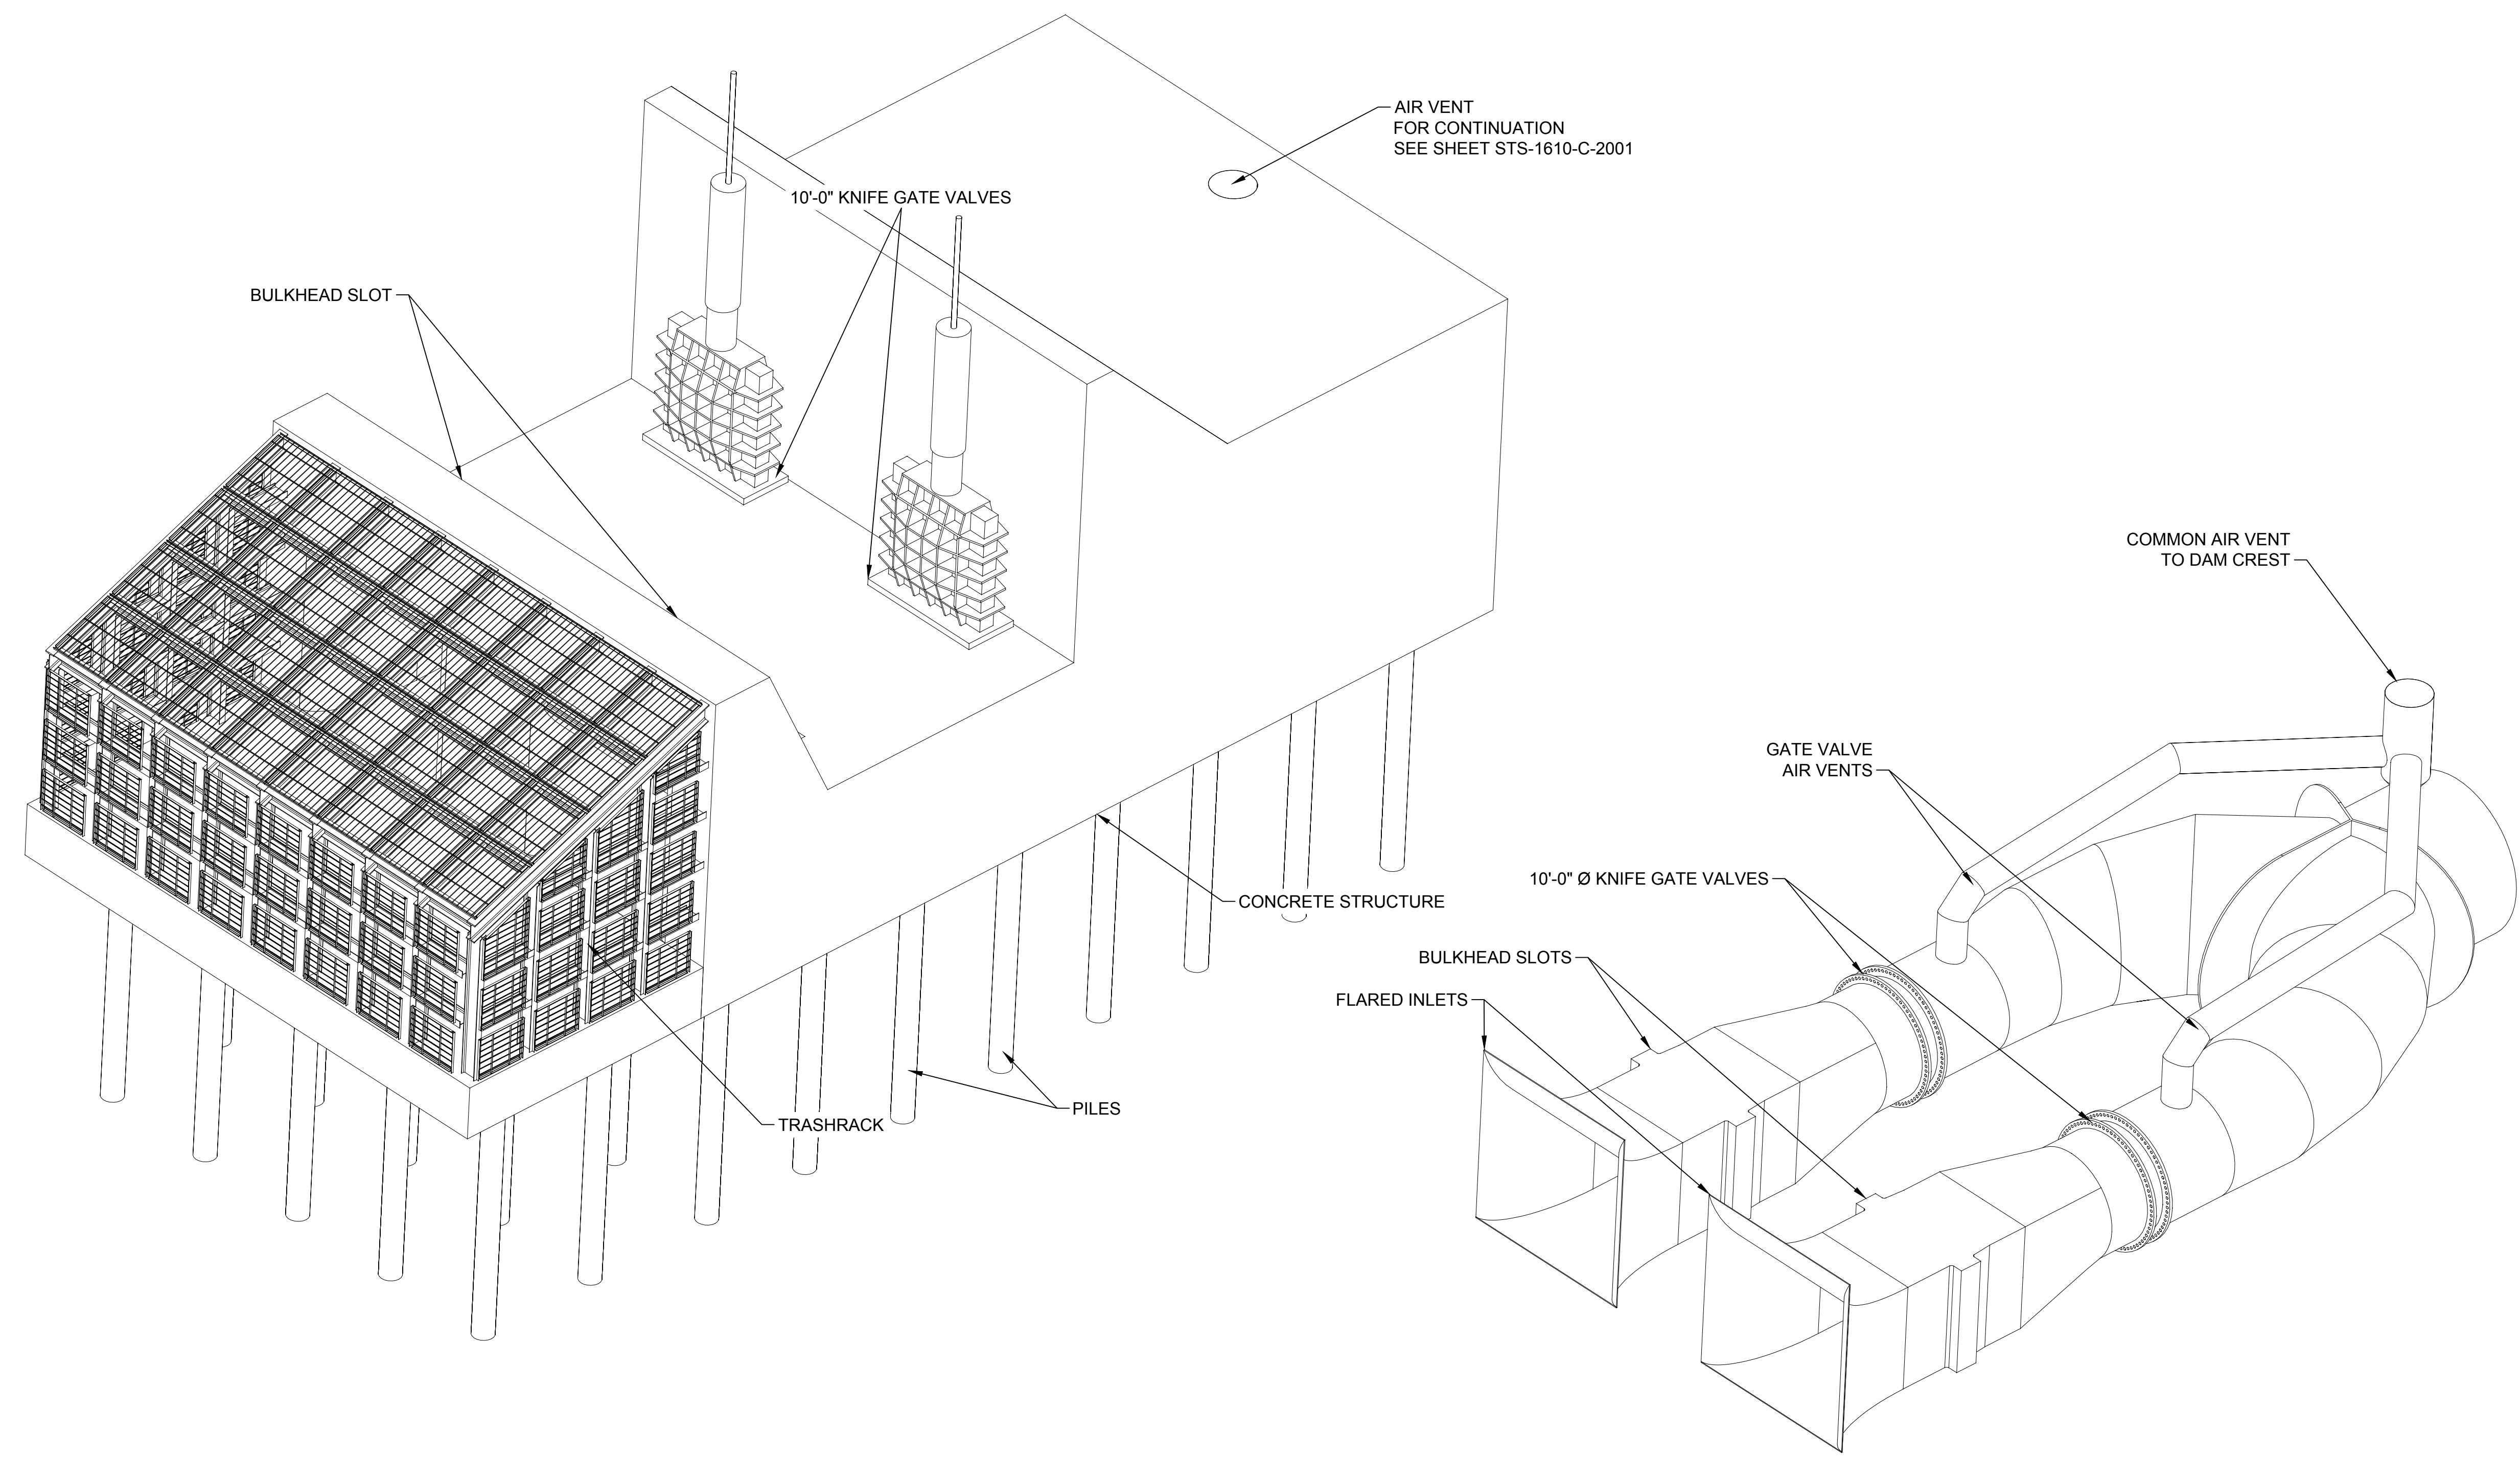 AIR VENT
FOR CONTINUATION
SEE SHEET STS-1610-C-2001
10'-0" KNIFE GATE VALVES
BULKHEAD SLOT
CONCRETE STRUCTURE
PILES
TRASHRACK
COMMON AIR VENT
TO DAM CREST
GATE VALVE
AIR VENTS
10'-0" Ø KNIFE GATE VALVES
BULKHEAD SLOTS
FLARED INLETS